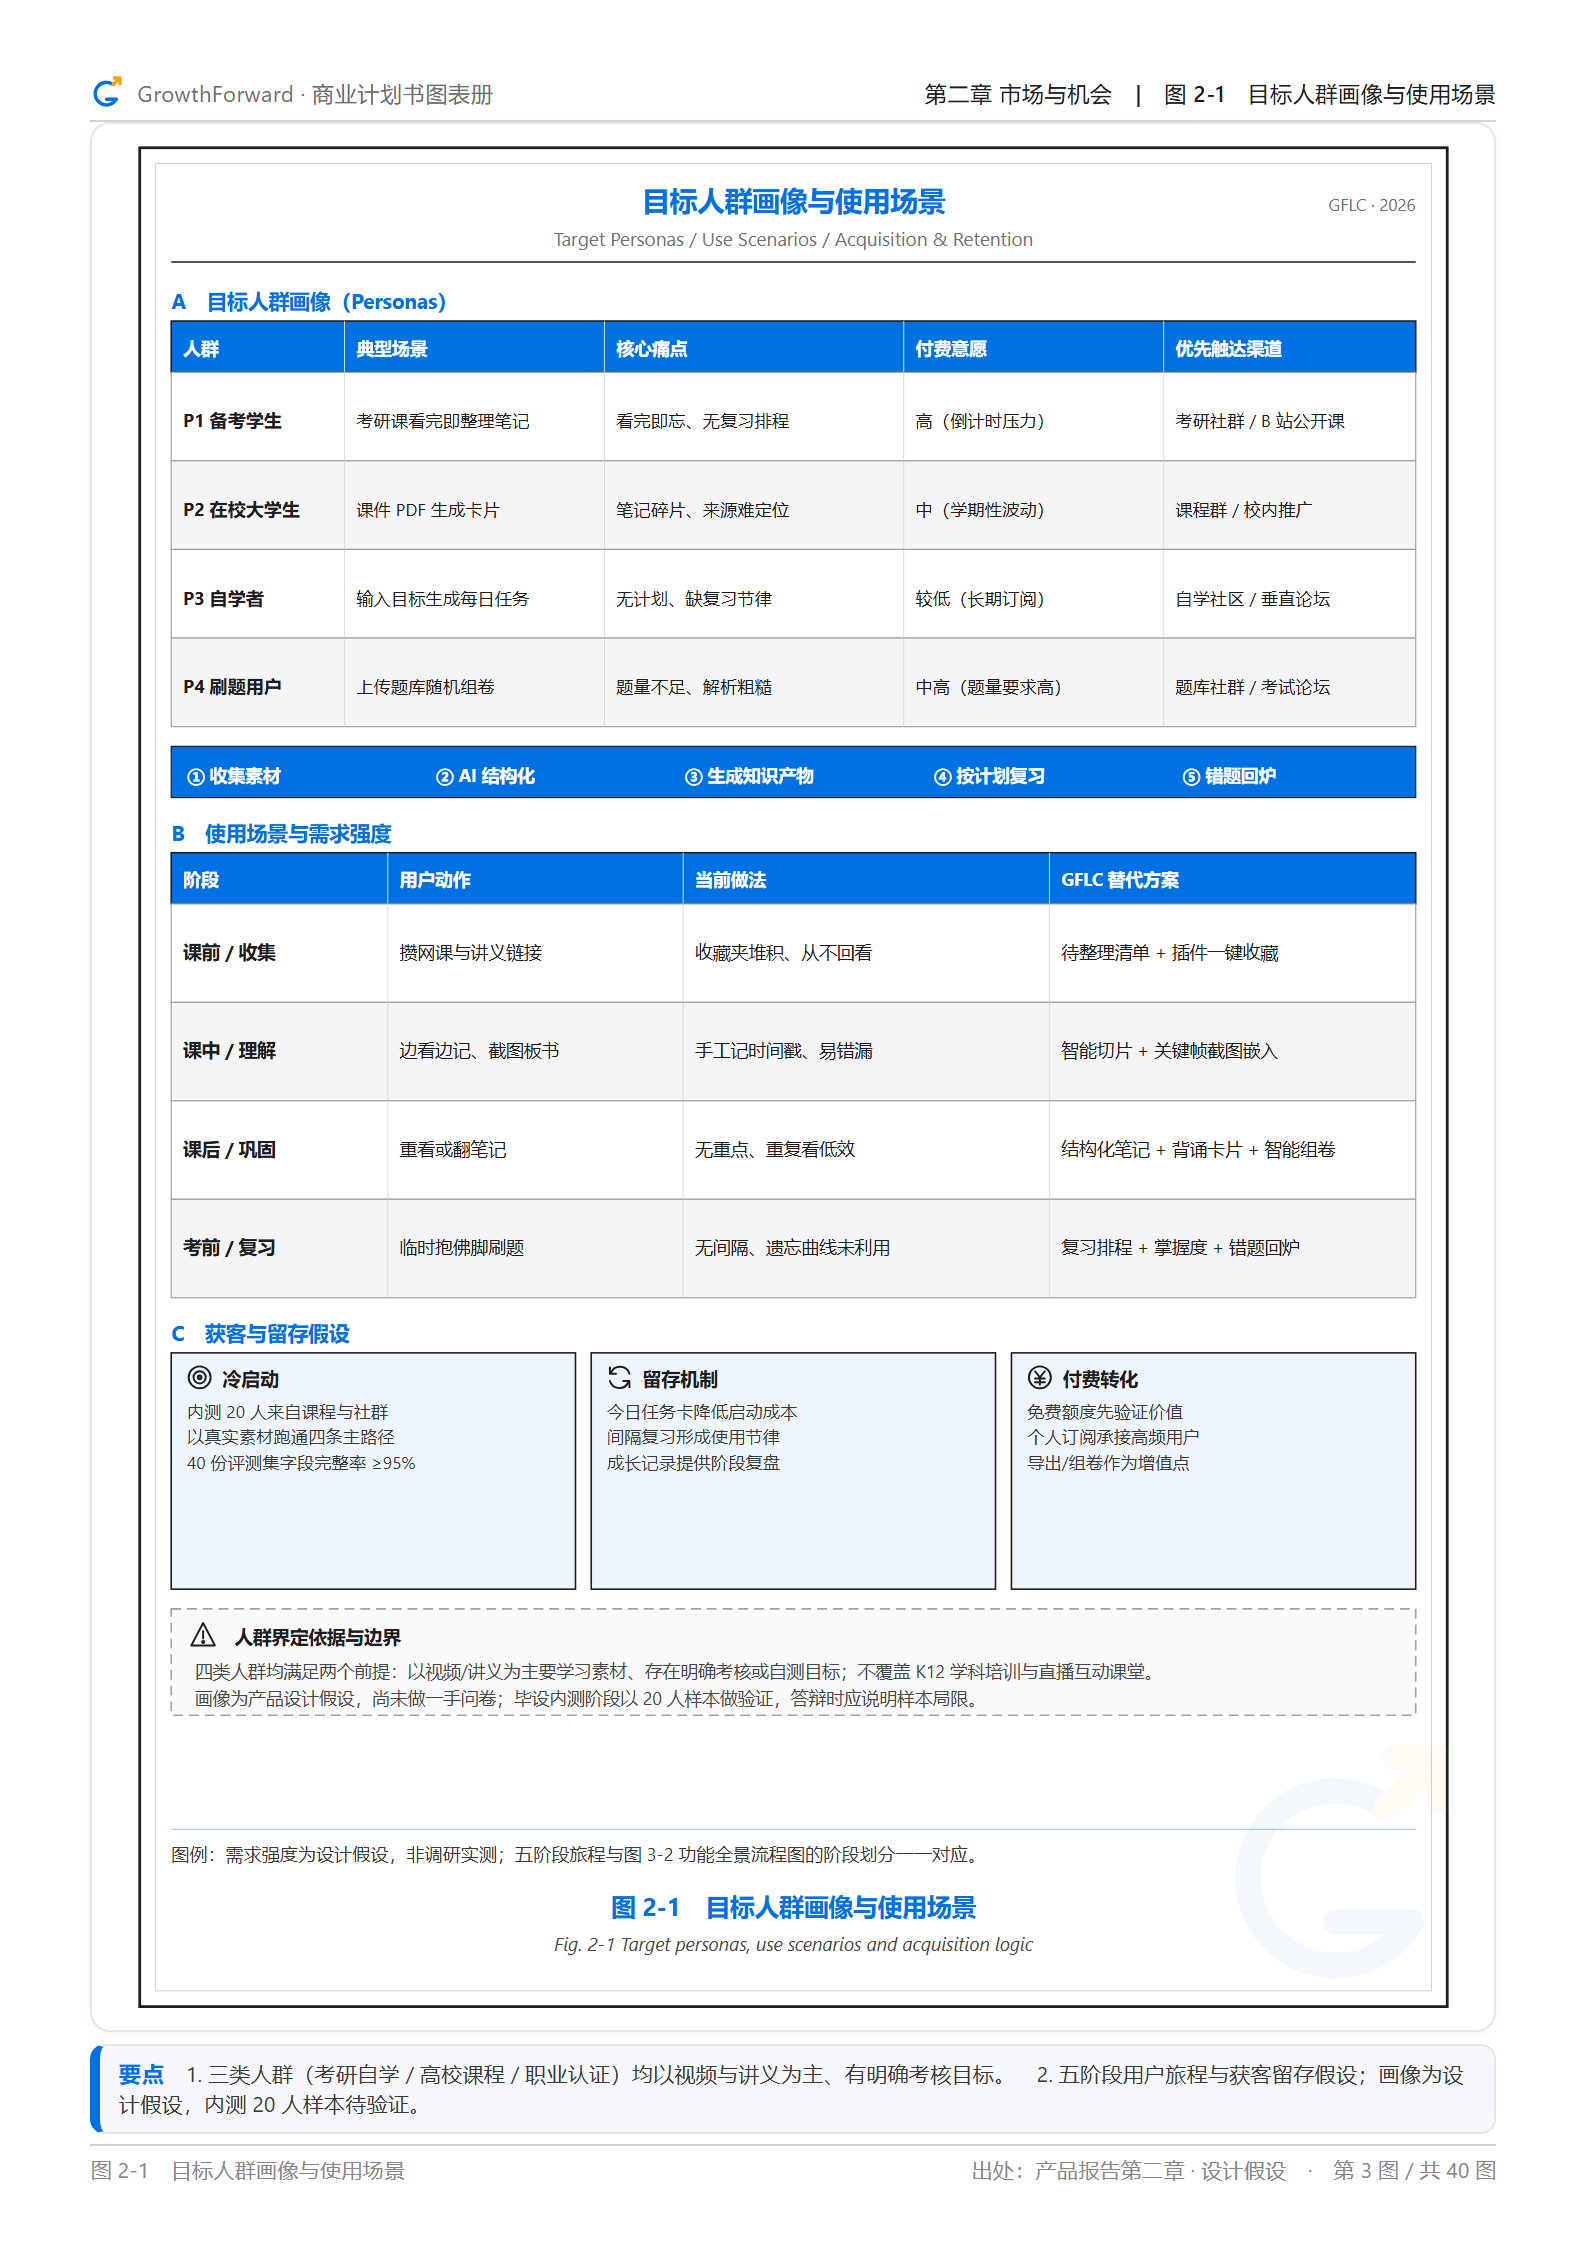 GrowthForward · 商业计划书图表册
第二章 市场与机会 | 图 2-1 目标人群画像与使用场景
目标人群画像与使用场景
GFLC · 2026
Target Personas / Use Scenarios / Acquisition & Retention
A 目标人群画像（Personas）
人群 典型场景 核心痛点 付费意愿 优先触达渠道
P1 备考学生 考研课看完即整理笔记 看完即忘、无复习排程 高（倒计时压力） 考研社群 / B 站公开课
P2 在校大学生 课件 PDF 生成卡片 笔记碎片、来源难定位 中（学期性波动） 课程群 / 校内推广
P3 自学者 输入目标生成每日任务 无计划、缺复习节律 较低（长期订阅） 自学社区 / 垂直论坛
P4 刷题用户 上传题库随机组卷 题量不足、解析粗糙 中高（题量要求高） 题库社群 / 考试论坛
① 收集素材 ② AI 结构化 ③ 生成知识产物 ④ 按计划复习 ⑤ 错题回炉
B 使用场景与需求强度
阶段 用户动作 当前做法 GFLC 替代方案
课前 / 收集 攒网课与讲义链接 收藏夹堆积、从不回看 待整理清单 + 插件一键收藏
课中 / 理解 边看边记、截图板书 手工记时间戳、易错漏 智能切片 + 关键帧截图嵌入
课后 / 巩固 重看或翻笔记 无重点、重复看低效 结构化笔记 + 背诵卡片 + 智能组卷
考前 / 复习 临时抱佛脚刷题 无间隔、遗忘曲线未利用 复习排程 + 掌握度 + 错题回炉
C 获客与留存假设
冷启动
内测 20 人来自课程与社群
以真实素材跑通四条主路径
40 份评测集字段完整率 ≥95%
留存机制
今日任务卡降低启动成本
间隔复习形成使用节律
成长记录提供阶段复盘
付费转化
免费额度先验证价值
个人订阅承接高频用户
导出/组卷作为增值点
人群界定依据与边界
四类人群均满足两个前提：以视频/讲义为主要学习素材、存在明确考核或自测目标；不覆盖 K12 学科培训与直播互动课堂。
画像为产品设计假设，尚未做一手问卷；毕设内测阶段以 20 人样本做验证，答辩时应说明样本局限。
图例：需求强度为设计假设，非调研实测；五阶段旅程与图 3-2 功能全景流程图的阶段划分一一对应。
图 2-1 目标人群画像与使用场景
Fig. 2-1 Target personas, use scenarios and acquisition logic
要点 1. 三类人群（考研自学 / 高校课程 / 职业认证）均以视频与讲义为主、有明确考核目标。 2. 五阶段用户旅程与获客留存假设；画像为设
计假设，内测 20 人样本待验证。
图 2-1 目标人群画像与使用场景
出处：产品报告第二章 · 设计假设 · 第 3 图 / 共 40 图